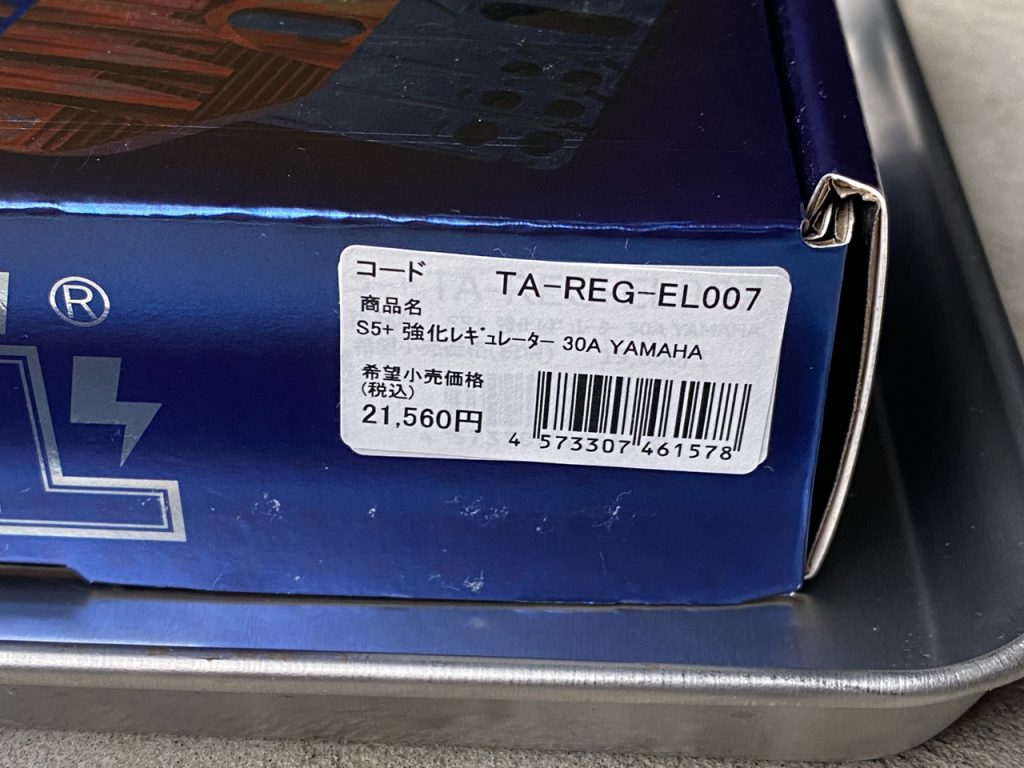 ®
コード TA-REG-EL007
商品名
S5+ 強化ﾚｷﾞｭﾚｰﾀｰ 30A YAMAHA
希望小売価格
(税込)
21,560円
4 573307 461578